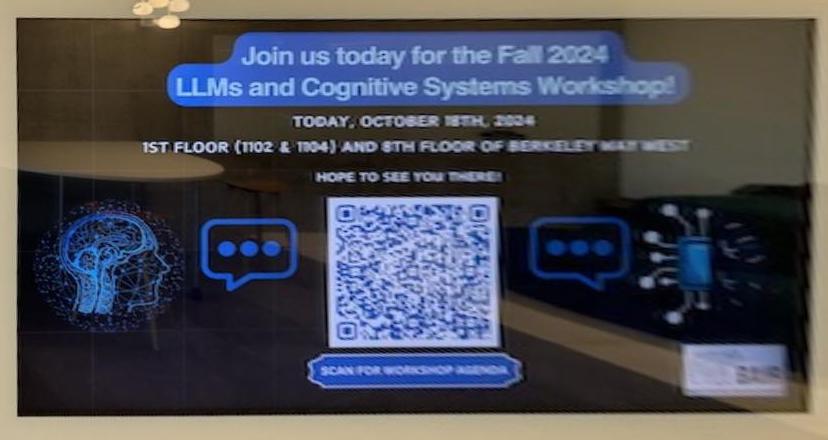 Join us today for the Fall 2024
LLMs and Cognitive Systems Workshop!
TODAY, OCTOBER 18TH, 2024
1ST FLOOR (1102 & 1104) AND 8TH FLOOR OF BERKELEY WAY WEST
HOPE TO SEE YOU THERE!
SCAN FOR WORKSHOP AGENDA
BAIR